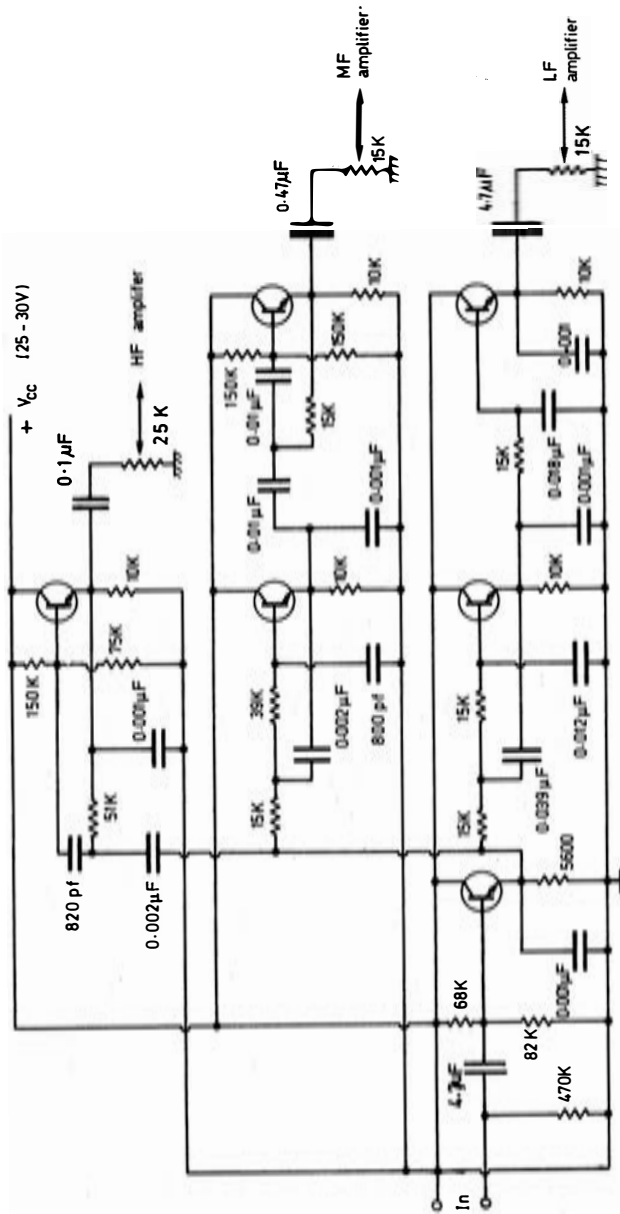 + Vcc (25 - 30V)
0·1µF
HF amplifier
25K
150K
75K
10K
0·001µF
51K
820 pf
0·002µF
0·47µF
MF amplifier·
15K
150K
0·01µF
150K
10K
15K
0·01µF
0·001µF
10K
39K
0·002µF
800 pf
15K
4·7µF
LF amplifier
15K
10K
0·001
0·018µF
15K
0·001µF
10K
15K
0·039µF
0·012µF
15K
5600
0·001µF
68K
82K
4·7µF
470K
In